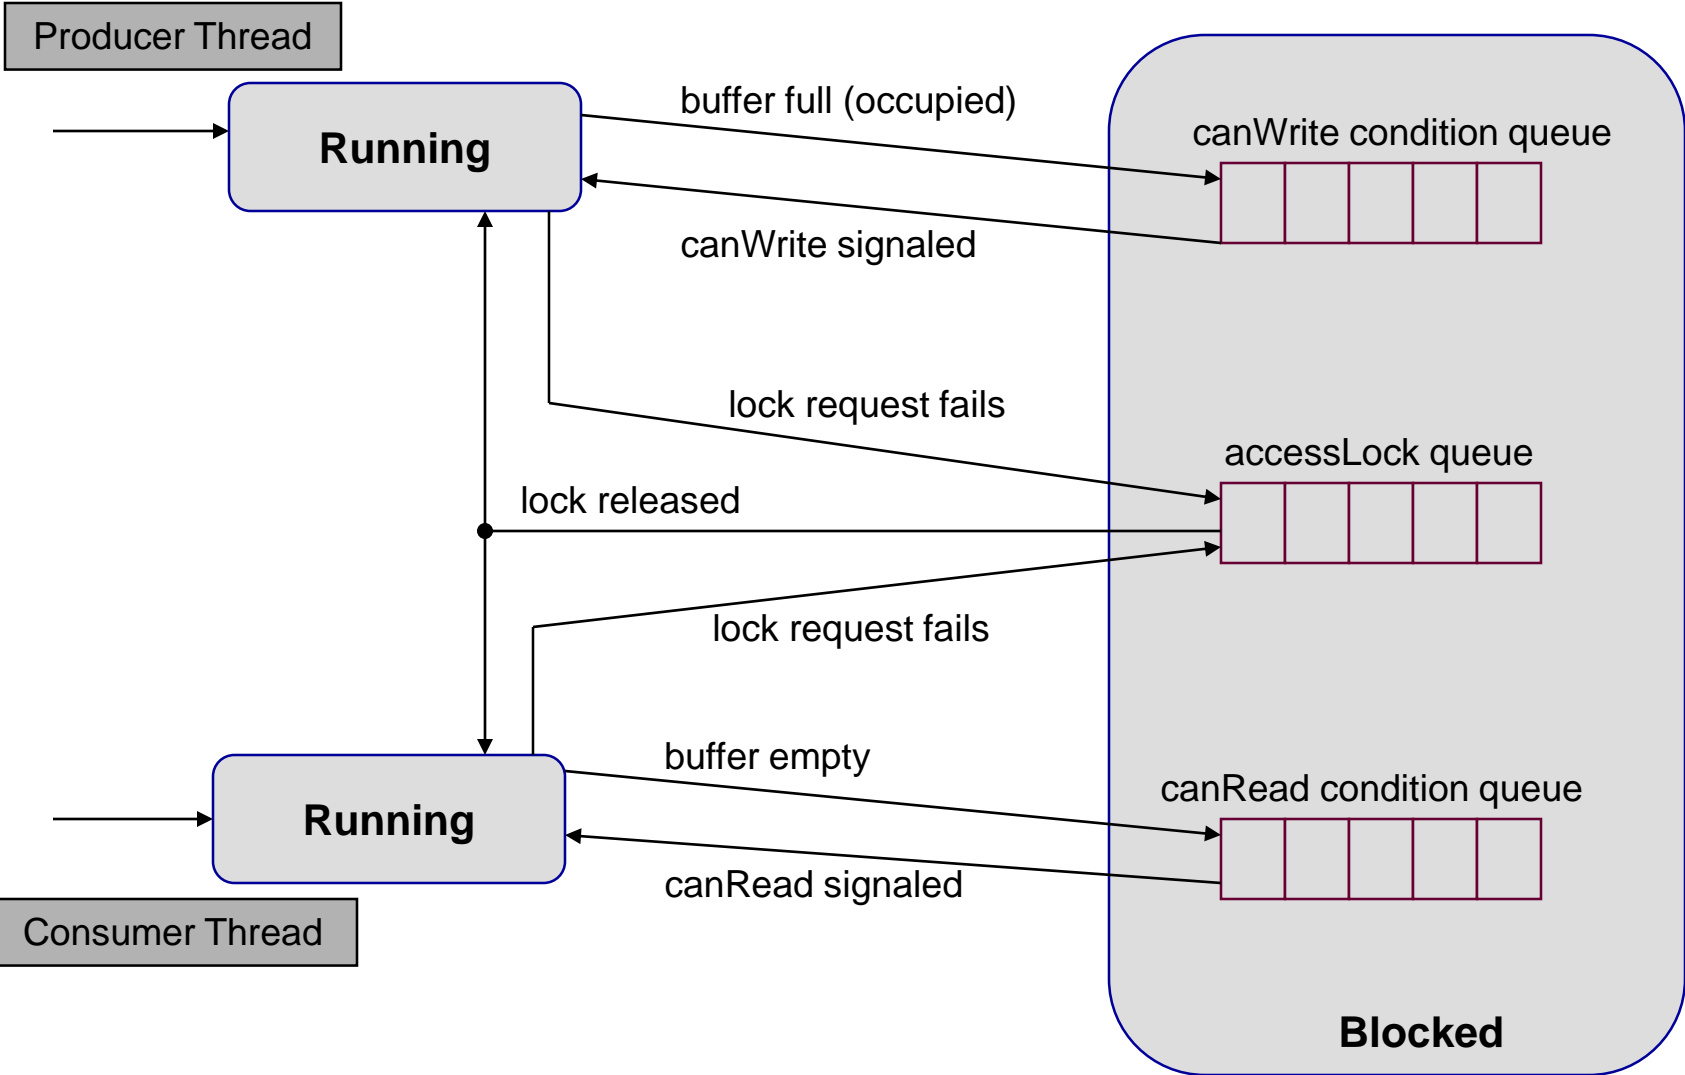 Producer Thread
Running
buffer full (occupied)
canWrite condition queue
canWrite signaled
lock request fails
accessLock queue
lock released
lock request fails
buffer empty
canRead condition queue
Running
canRead signaled
Consumer Thread
Blocked